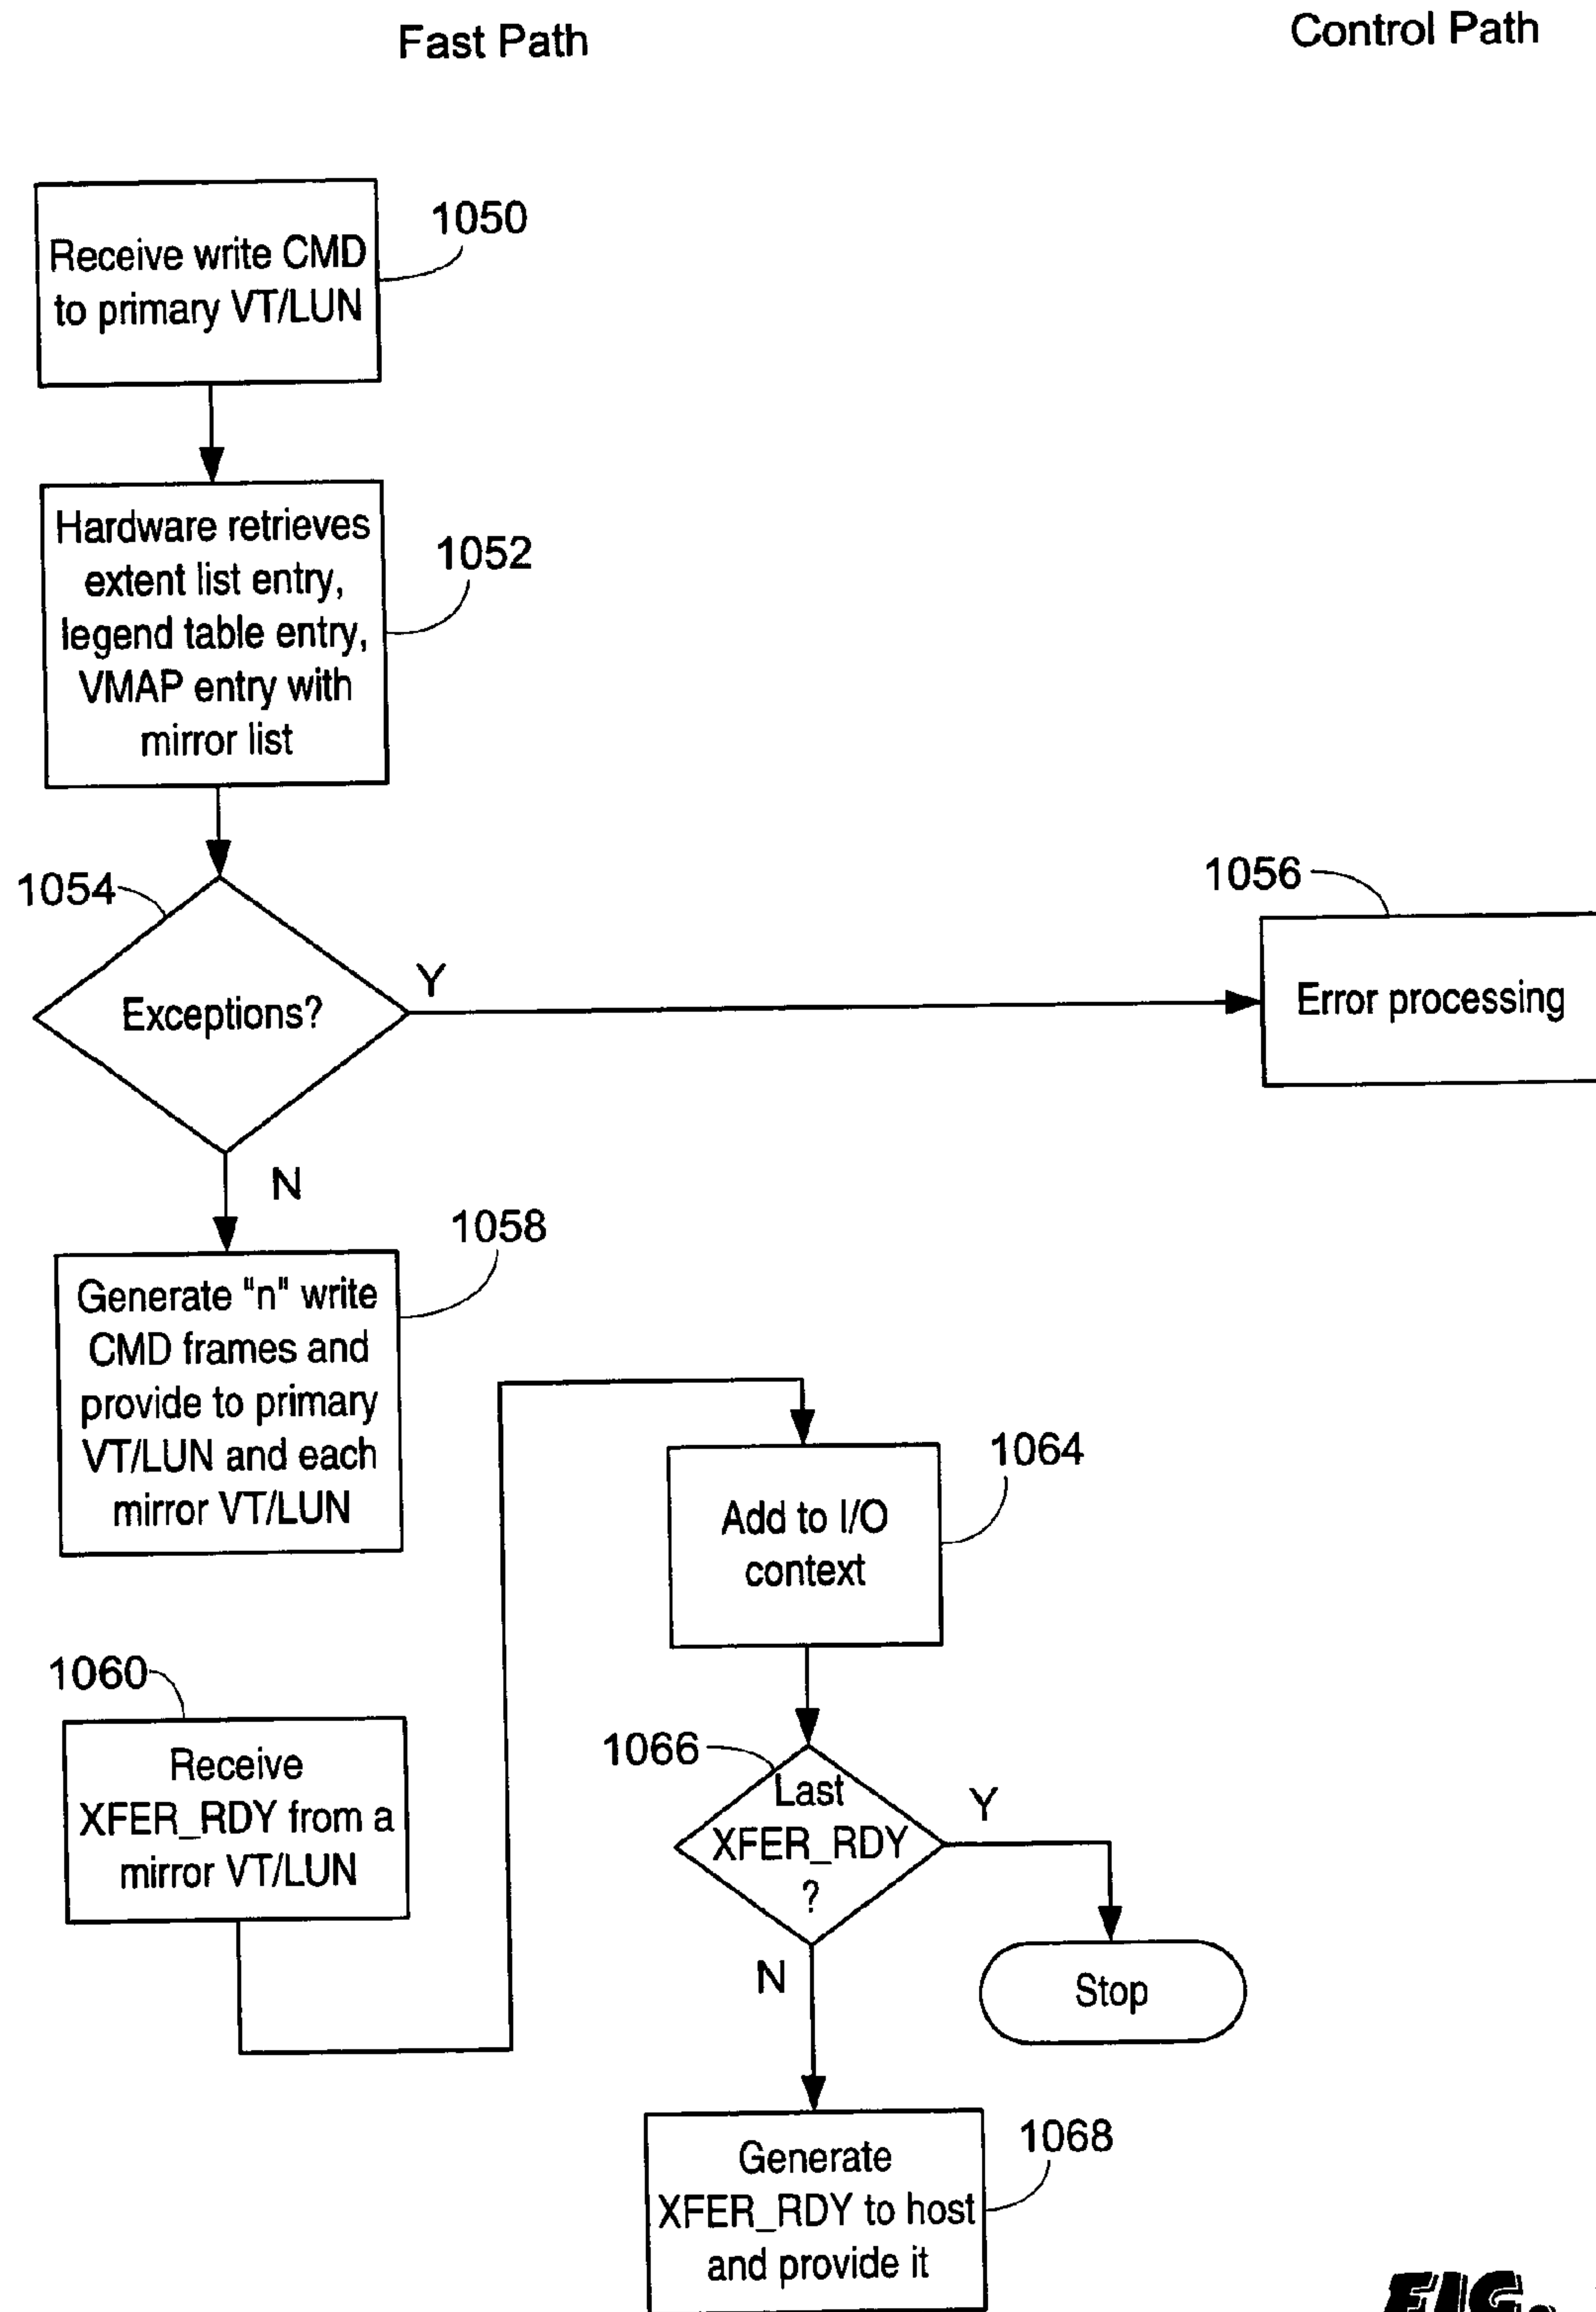 Fast Path
Control Path
1050
Receive write CMD
to primary VT/LUN
1052
Hardware retrieves
extent list entry,
legend table entry,
VMAP entry with
mirror list
1054
Exceptions?
Y
N
1056
Error processing
1058
Generate "n" write
CMD frames and
provide to primary
VT/LUN and each
mirror VT/LUN
1060
Receive
XFER_RDY from a
mirror VT/LUN
1064
Add to I/O
context
1066
Last
XFER_RDY
?
Y
Stop
N
1068
Generate
XFER_RDY to host
and provide it
FIG.